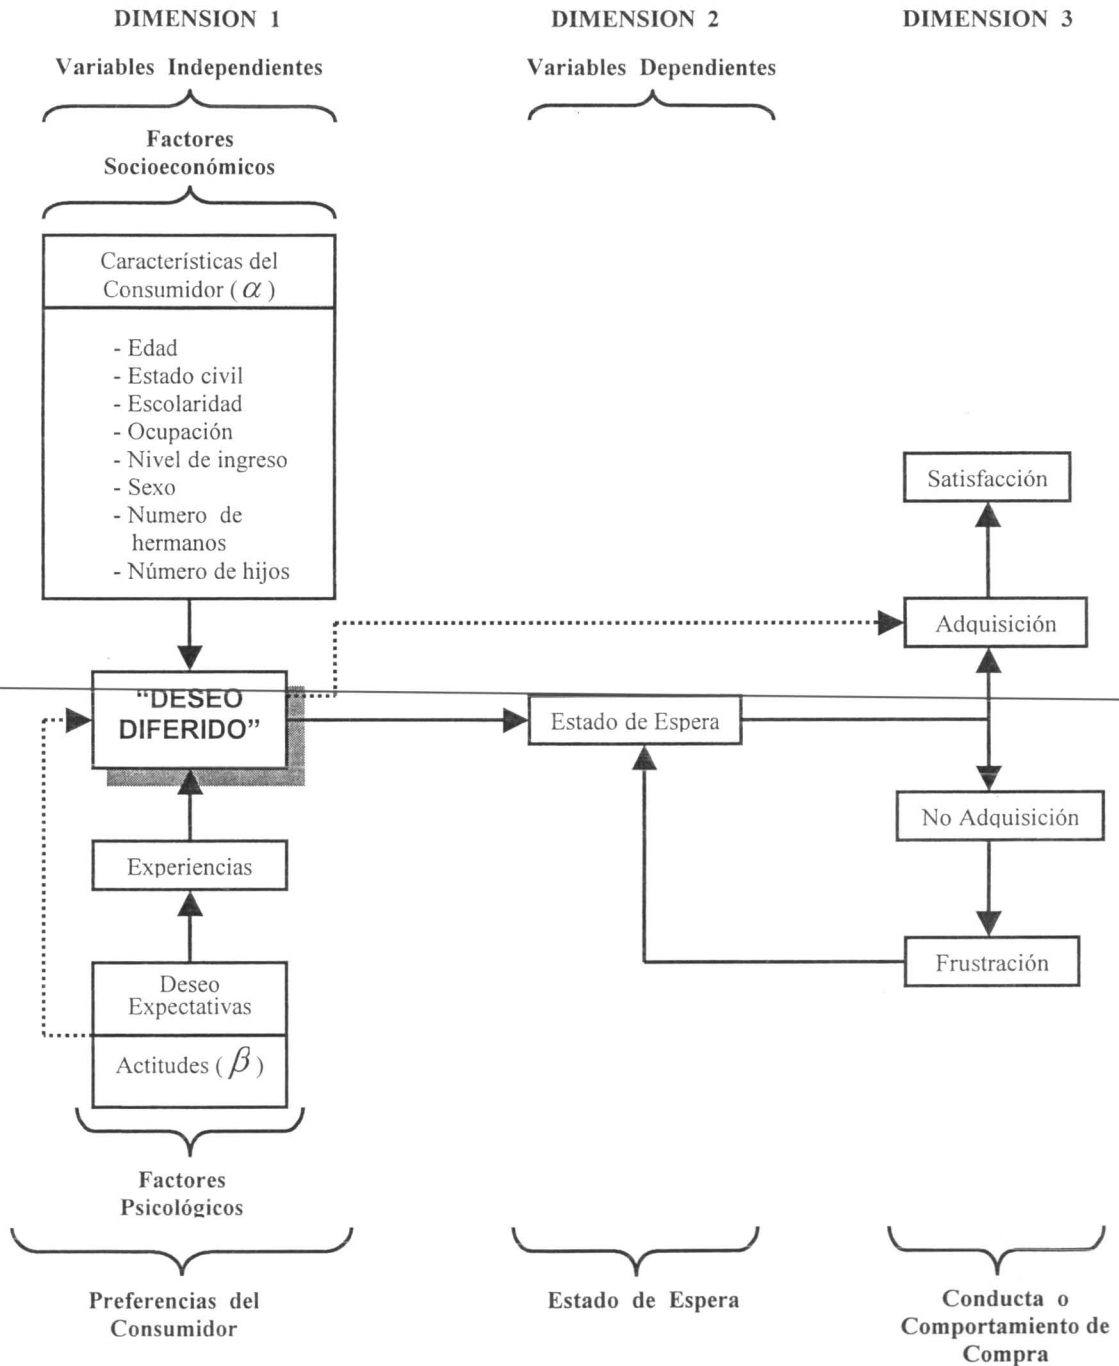 DIMENSION 1
DIMENSION 2
DIMENSION 3
Variables Independientes
Variables Dependientes
Factores
Socioeconómicos
Características del
Consumidor ( α )
- Edad
- Estado civil
- Escolaridad
- Ocupación
- Nivel de ingreso
- Sexo
- Numero de
hermanos
- Número de hijos
Satisfacción
Adquisición
“DESEO
DIFERIDO”
Estado de Espera
No Adquisición
Experiencias
Frustración
Deseo
Expectativas
Actitudes ( β )
Factores
Psicológicos
Preferencias del
Consumidor
Estado de Espera
Conducta o
Comportamiento de
Compra